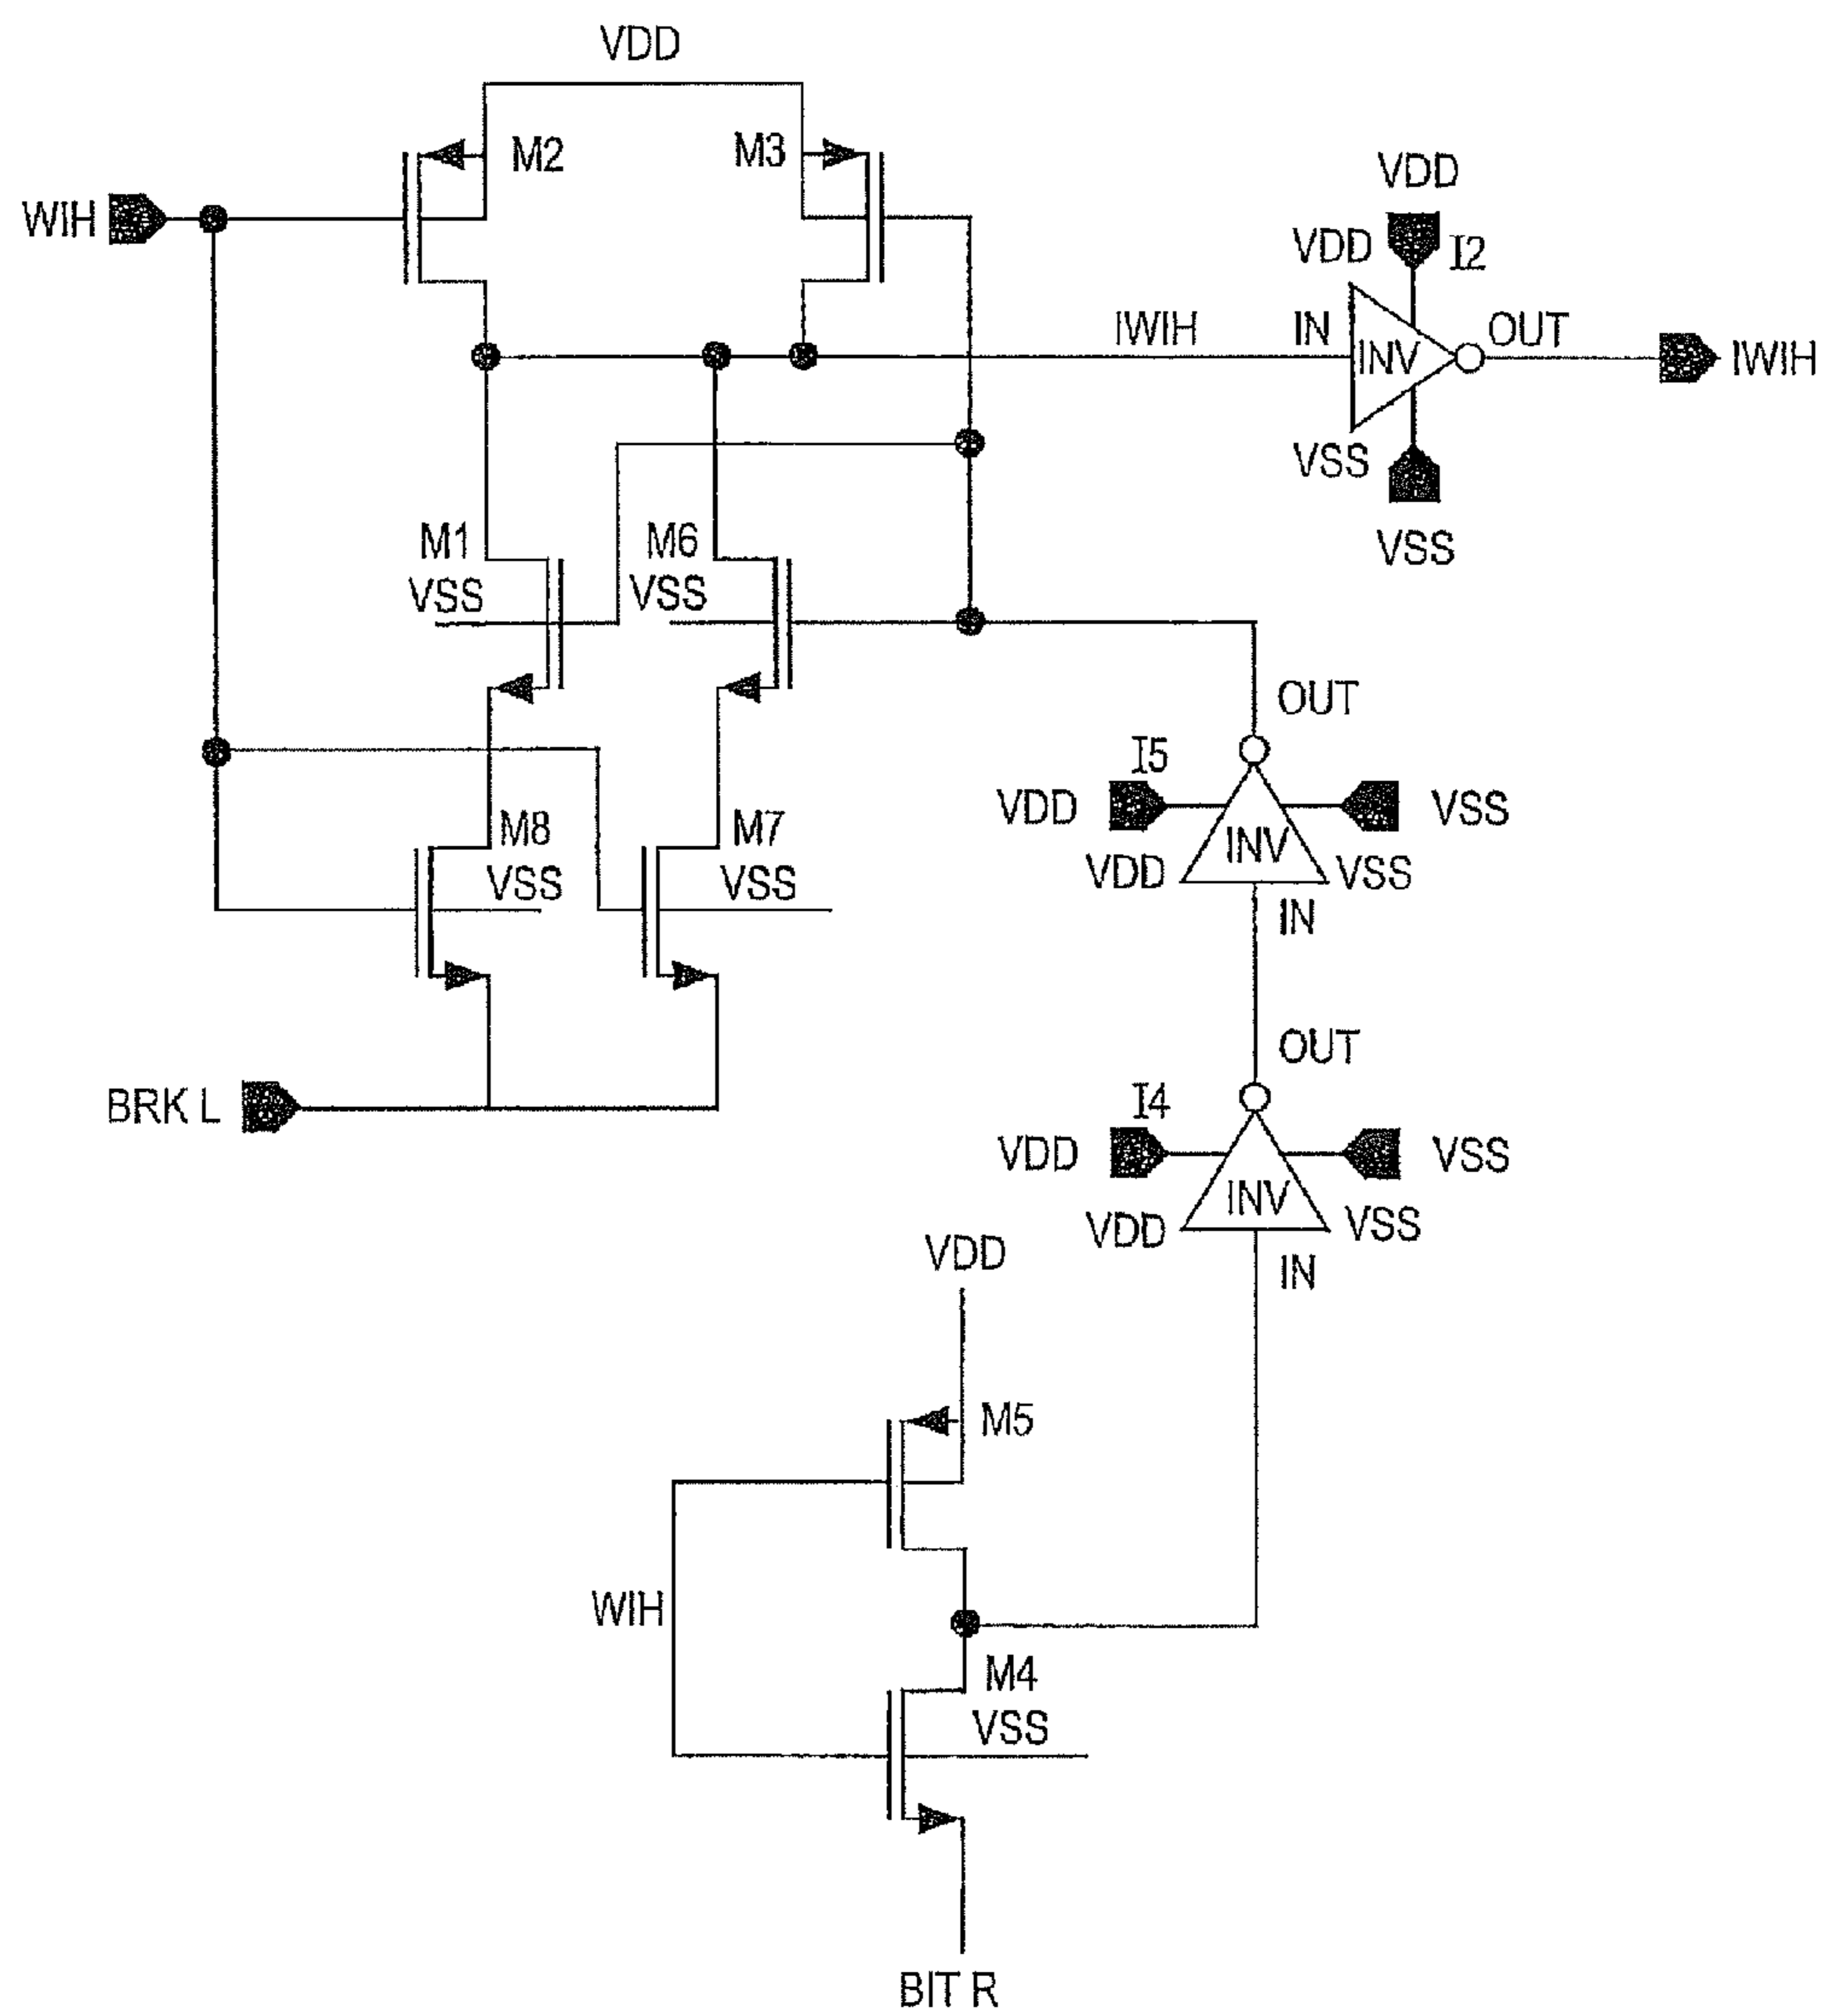 VDD
M2
M3
WIH
VDD
VDD
I2
IWIH
IN
INV
OUT
IWIH
VSS
VSS
M1
VSS
M6
VSS
OUT
I5
VDD
VSS
INV
VDD
VSS
IN
M8
VSS
M7
VSS
OUT
BRK L
I4
VDD
VSS
INV
VDD
VSS
IN
VDD
M5
WIH
M4
VSS
BIT R